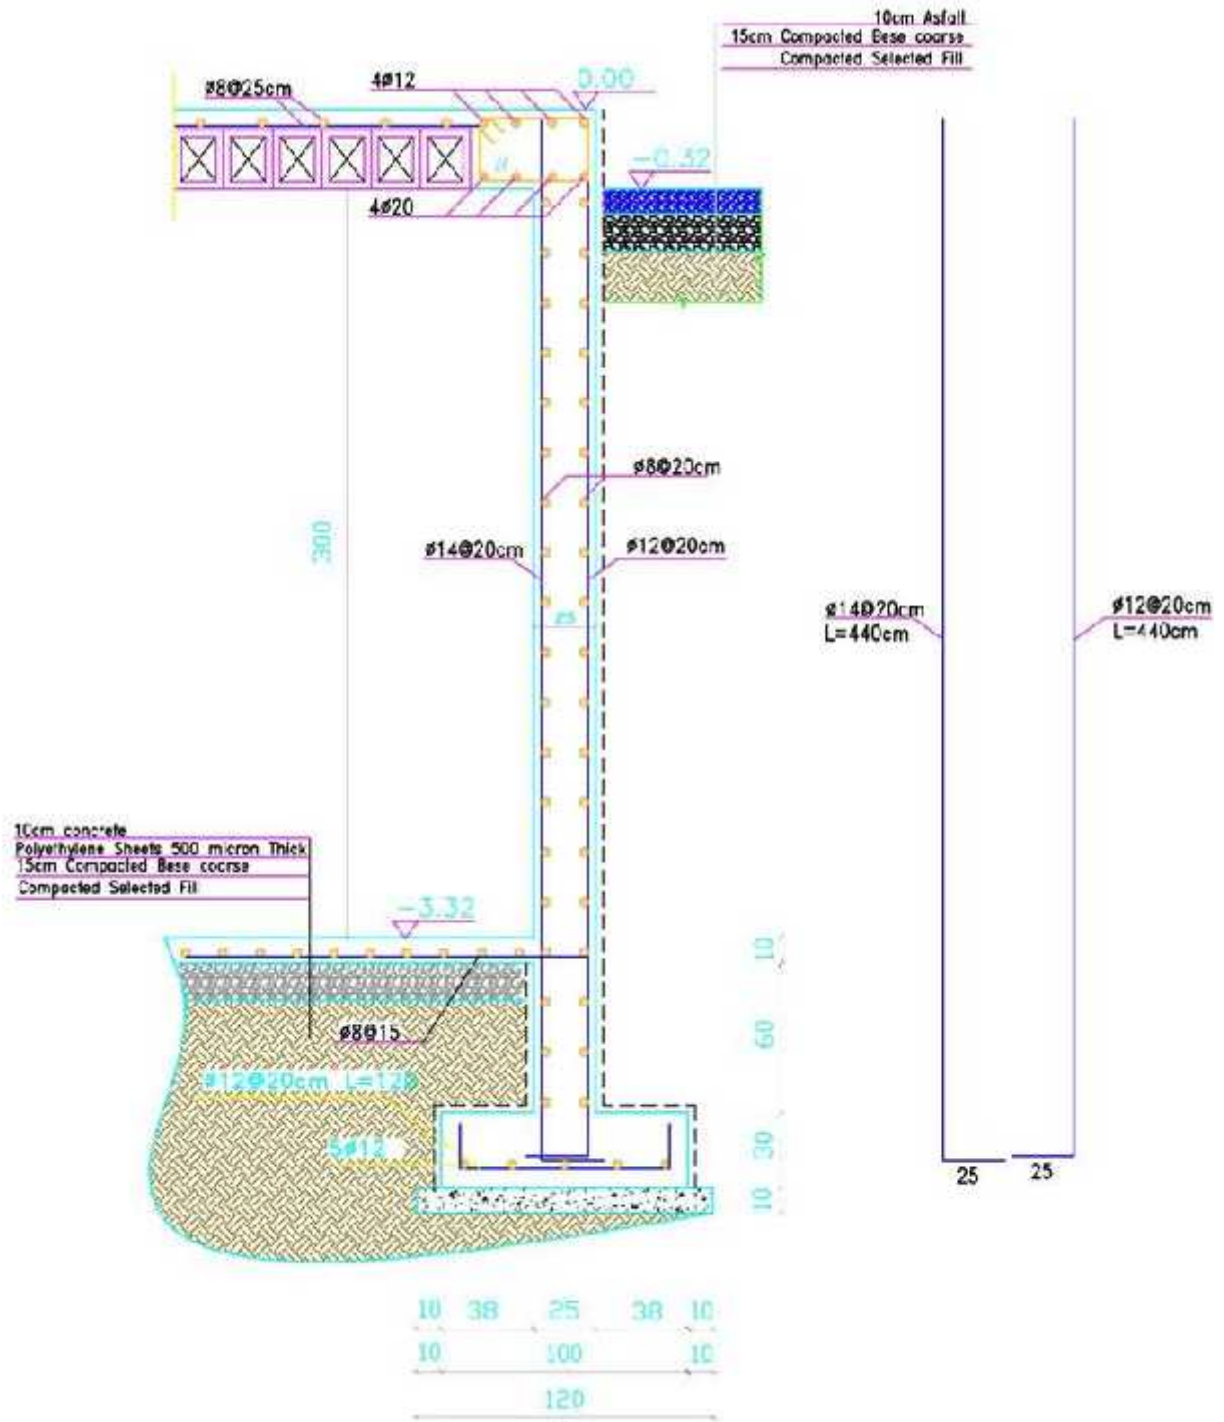 10cm Asfalt
15cm Compacted Bese coarse
Compacted Selected Fill
ø8@25cm
4ø12
0.00
-0.32
4ø20
ø8@20cm
300
ø14@20cm
ø12@20cm
25
ø14@20cm
L=440cm
ø12@20cm
L=440cm
10cm concrete
Polyethylene Sheets 500 micron Thick
15cm Compacted Bese coarse
Compacted Selected Fill
-3.32
10
60
ø8@15
ø12@20cm L=120
5ø12
30
10
25
25
10 38 25 38 10
10 100 10
120